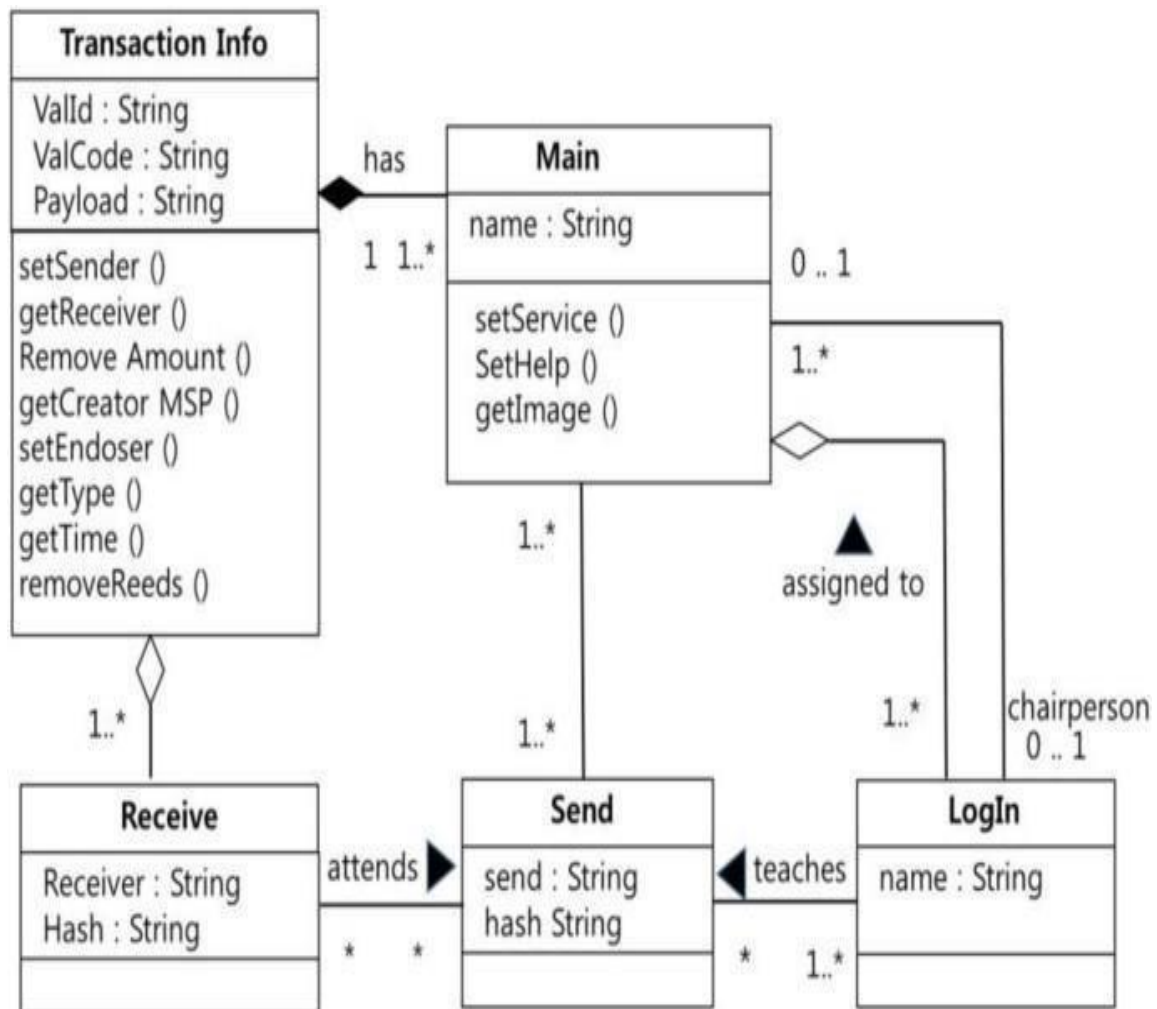 Transaction Info
ValId : String
ValCode : String
Payload : String
setSender ()
getReceiver ()
Remove Amount ()
getCreator MSP ()
setEndoser ()
getType ()
getTime ()
removeReeds ()
has
1 1..*
Main
name : String
setService ()
SetHelp ()
getImage ()
0 .. 1
1..*
assigned to
1..*
1..*
1..*
1..*
chairperson
0 .. 1
Receive
Receiver : String
Hash : String
attends
* *
Send
send : String
hash String
teaches
* 1..*
LogIn
name : String